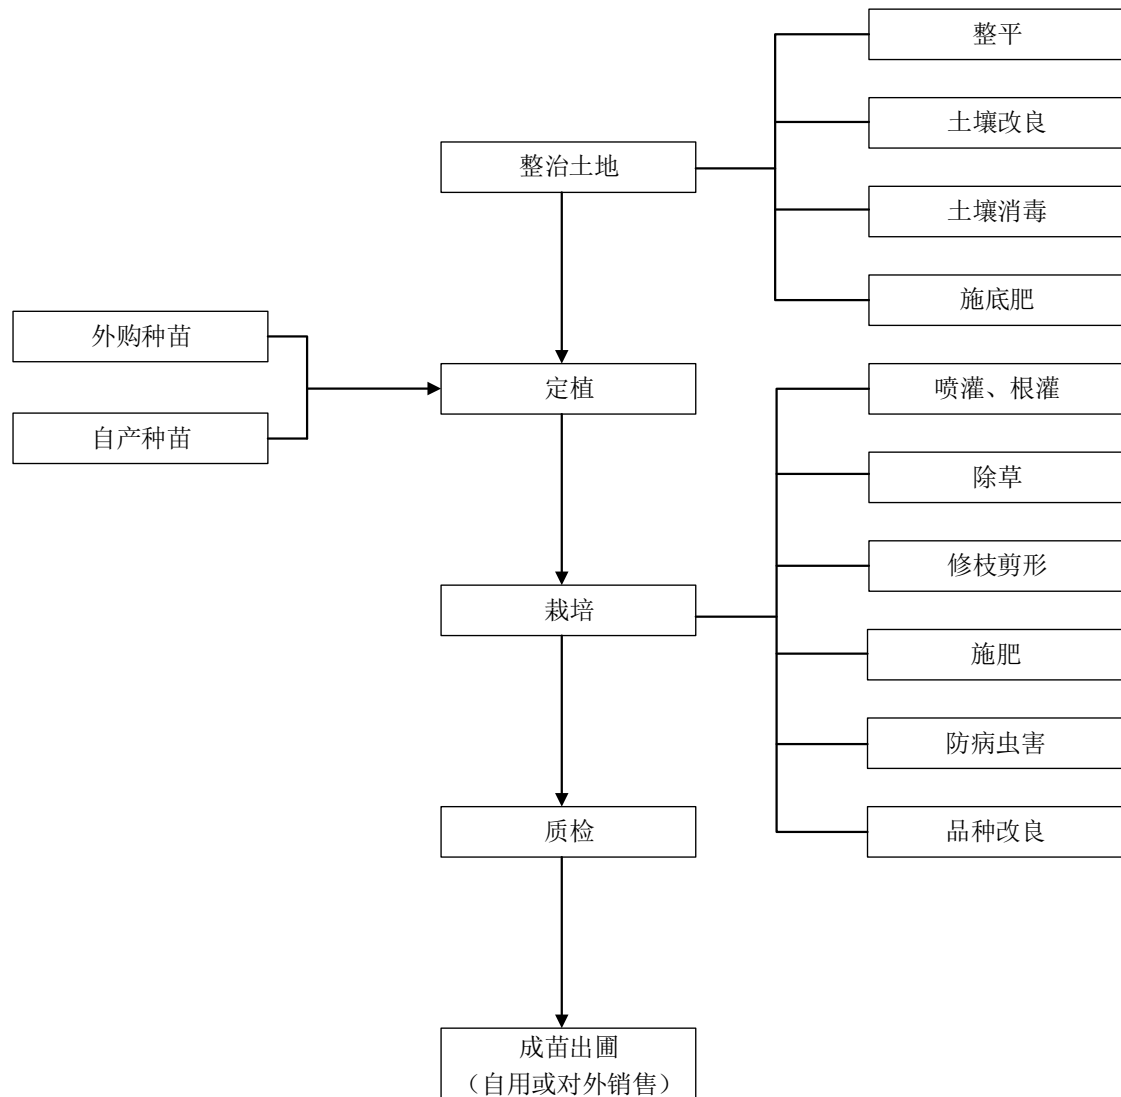 整平
土壤改良
整治土地
土壤消毒
施底肥
外购种苗
定植
喷灌、根灌
自产种苗
除草
修枝剪形
栽培
施肥
防病虫害
质检
品种改良
成苗出圃
（自用或对外销售）